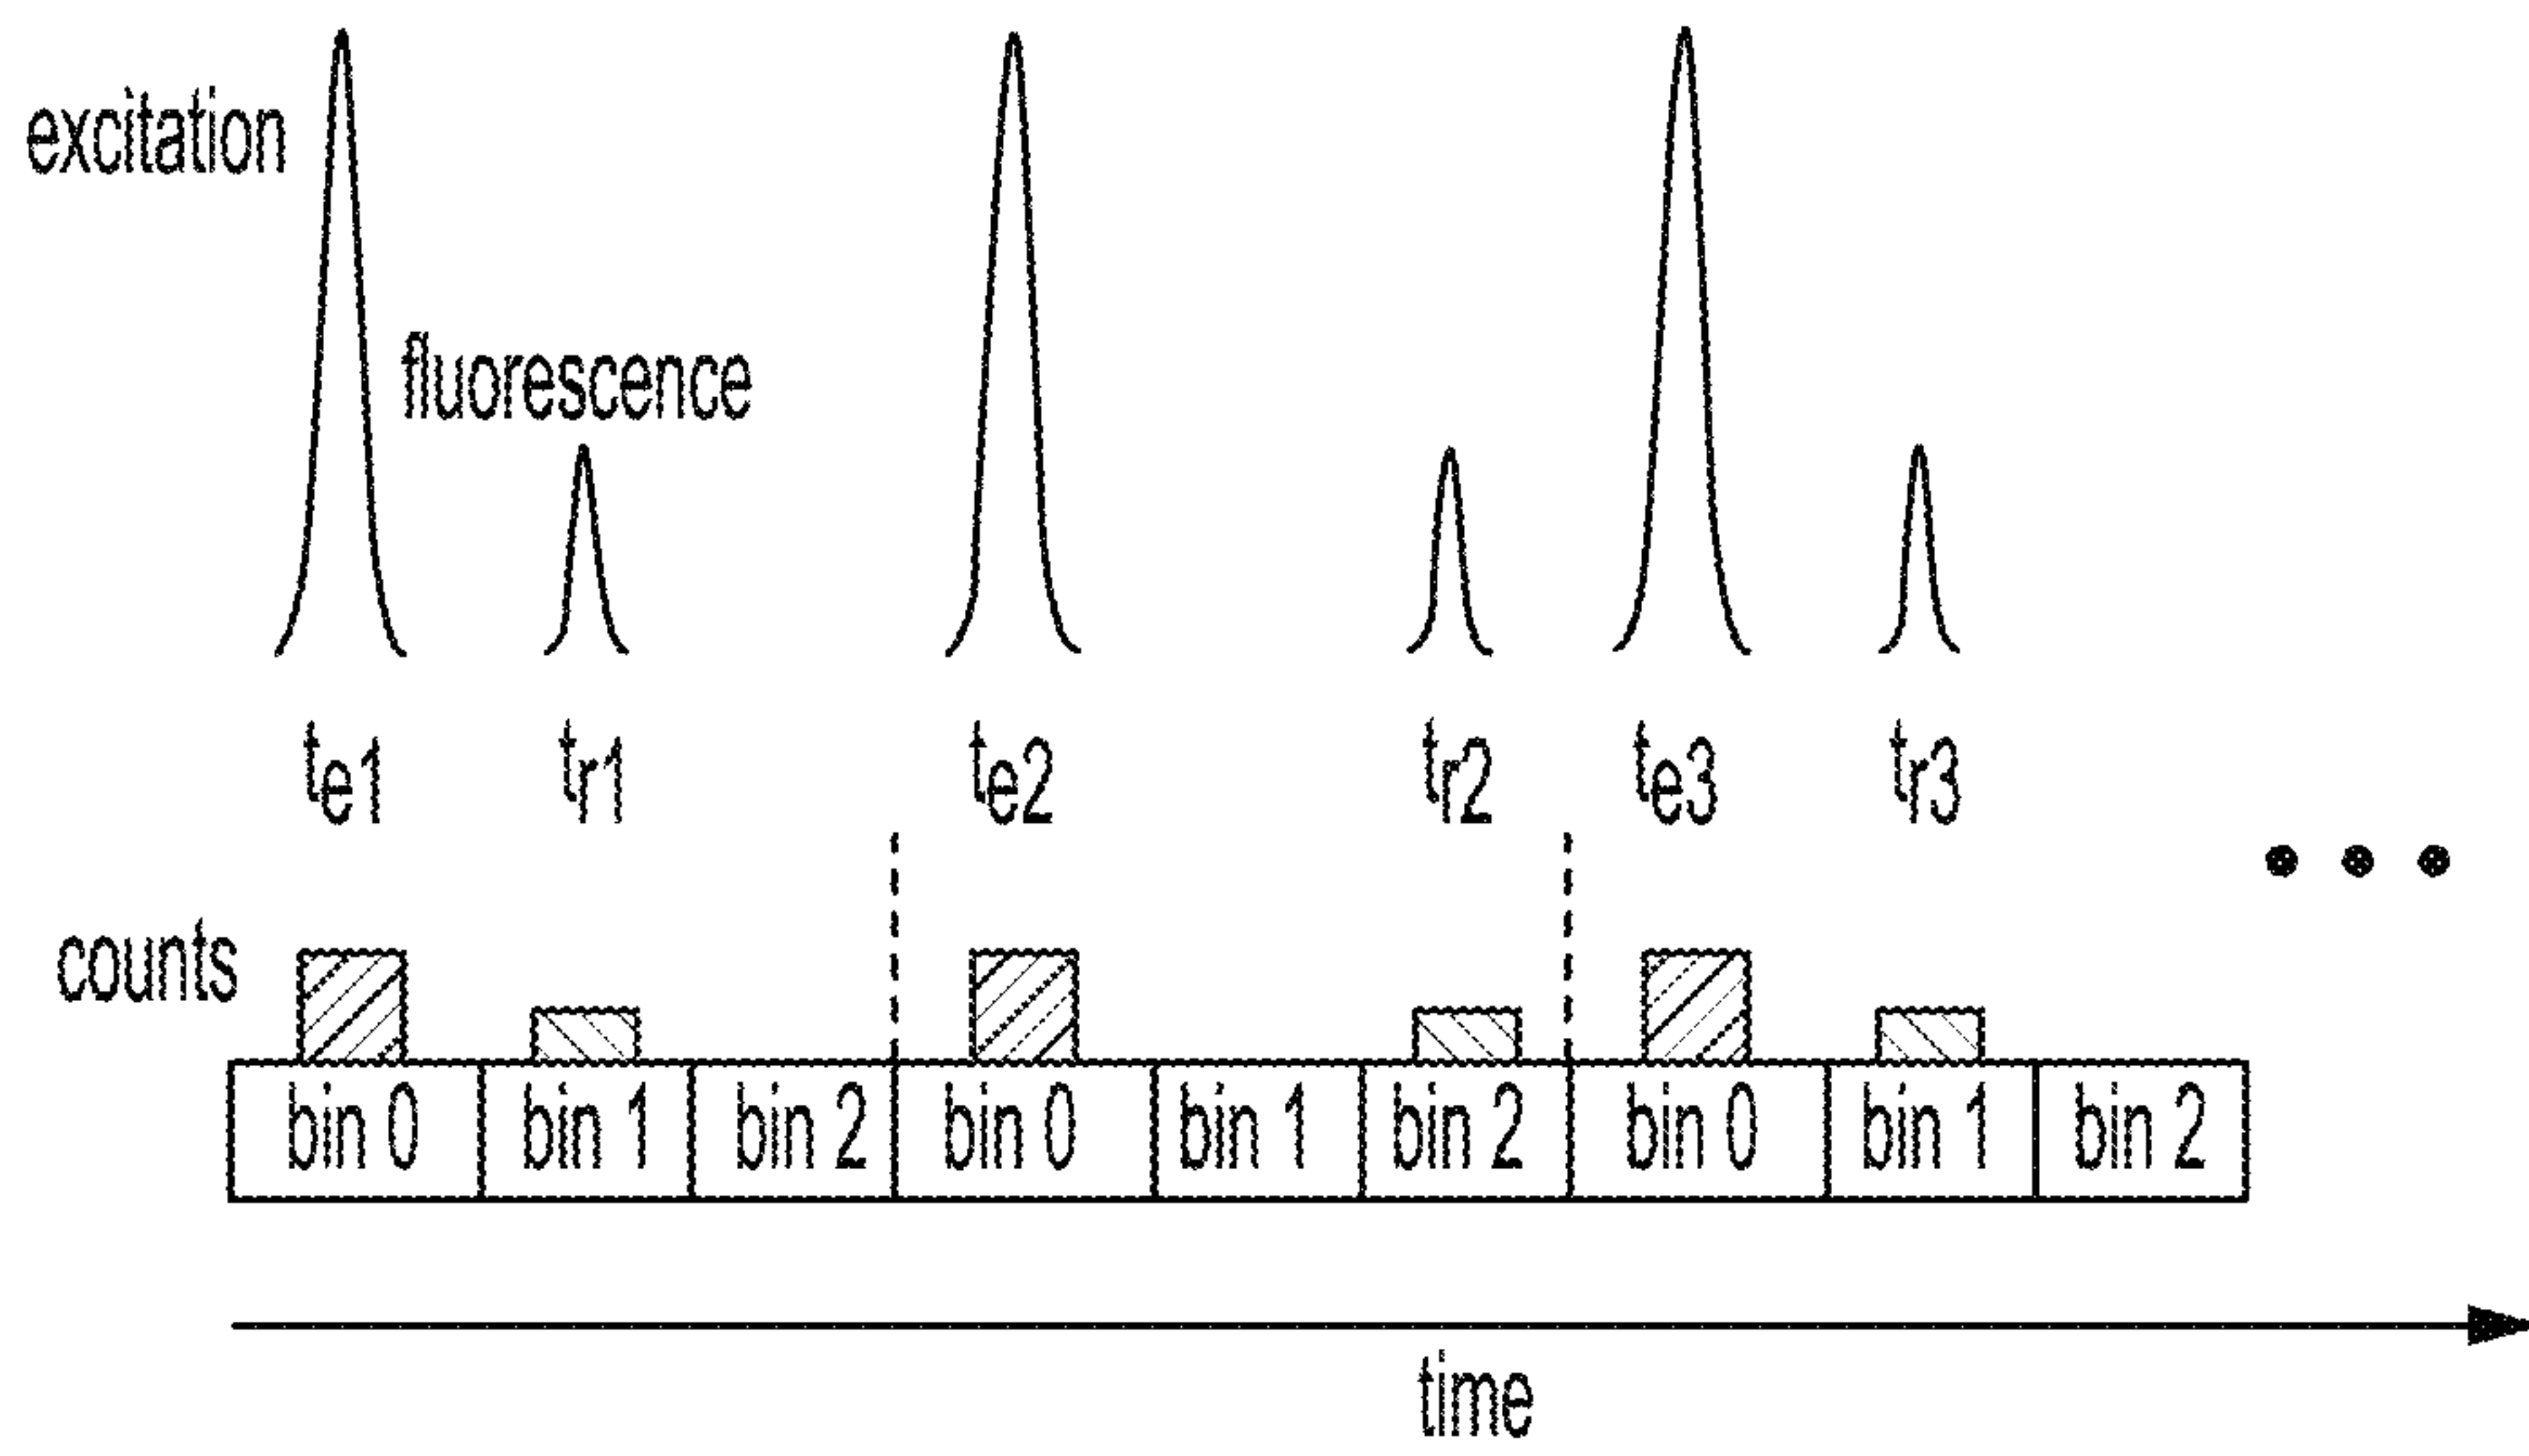 excitation
fluorescence
te1 tr1 te2 tr2 te3 tr3
counts
bin 0 bin 1 bin 2 bin 0 bin 1 bin 2 bin 0 bin 1 bin 2
time